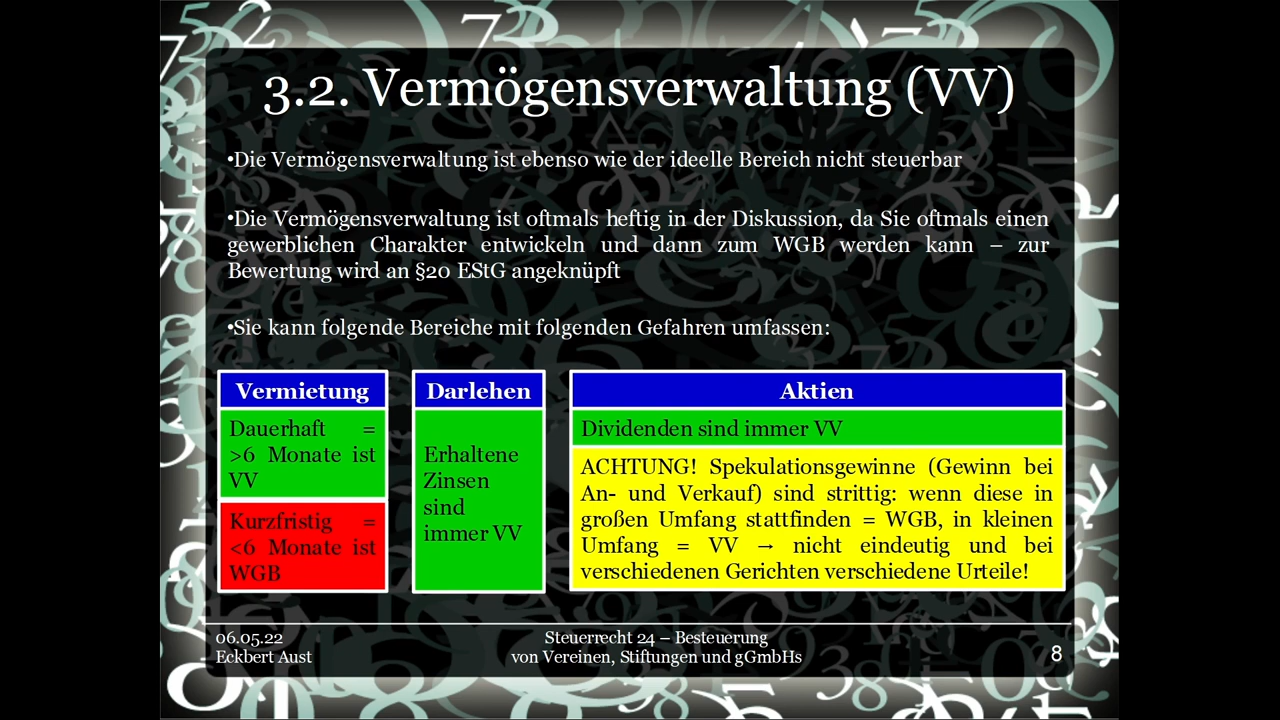 3.2. Vermögensverwaltung (VV)
•Die Vermögensverwaltung ist ebenso wie der ideelle Bereich nicht steuerbar
•Die Vermögensverwaltung ist oftmals heftig in der Diskussion, da Sie oftmals einen
gewerblichen Charakter entwickeln und dann zum WGB werden kann – zur
Bewertung wird an §20 EStG angeknüpft
•Sie kann folgende Bereiche mit folgenden Gefahren umfassen:
Vermietung
Dauerhaft =
>6 Monate ist
VV
Kurzfristig =
<6 Monate ist
WGB
Darlehen
Erhaltene
Zinsen
sind
immer VV
Aktien
Dividenden sind immer VV
ACHTUNG! Spekulationsgewinne (Gewinn bei
An- und Verkauf) sind strittig: wenn diese in
großen Umfang stattfinden = WGB, in kleinen
Umfang = VV → nicht eindeutig und bei
verschiedenen Gerichten verschiedene Urteile!
06.05.22
Eckbert Aust
Steuerrecht 24 – Besteuerung
von Vereinen, Stiftungen und gGmbHs
8